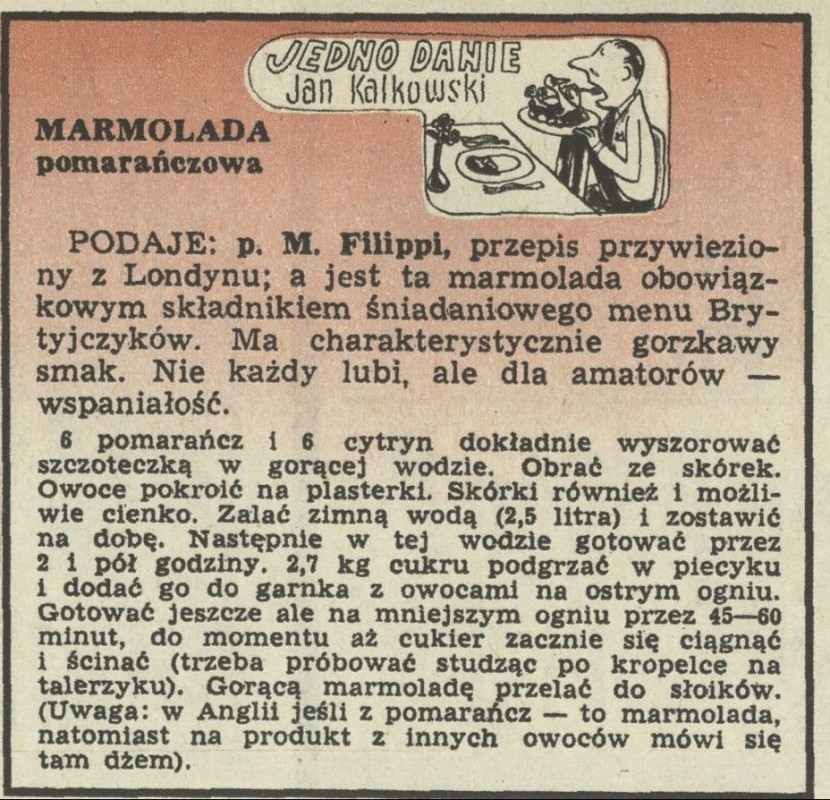 JEDNO DANIE
Jan Kalkowski
MARMOLADA
pomarańczowa
PODAJE: p. M. Filippi, przepis przywiezio-
ny z Londynu; a jest ta marmolada obowiąz-
kowym składnikiem śniadaniowego menu Bry-
tyjczyków. Ma charakterystycznie gorzkawy
smak. Nie każdy lubi, ale dla amatorów —
wspaniałość.
6 pomarańcz i 6 cytryn dokładnie wyszorować
szczoteczką w gorącej wodzie. Obrać ze skórek.
Owoce pokroić na plasterki. Skórki również i możli-
wie cienko. Zalać zimną wodą (2,5 litra) i zostawić
na dobę. Następnie w tej wodzie gotować przez
2 i pół godziny. 2,7 kg cukru podgrzać w piecyku
i dodać go do garnka z owocami na ostrym ogniu.
Gotować jeszcze ale na mniejszym ogniu przez 45—60
minut, do momentu aż cukier zacznie się ciągnąć
i ścinać (trzeba próbować studząc po kropelce na
talerzyku). Gorącą marmoladę przelać do słoików.
(Uwaga: w Anglii jeśli z pomarańcz — to marmolada,
natomiast na produkt z innych owoców mówi się
tam dżem).